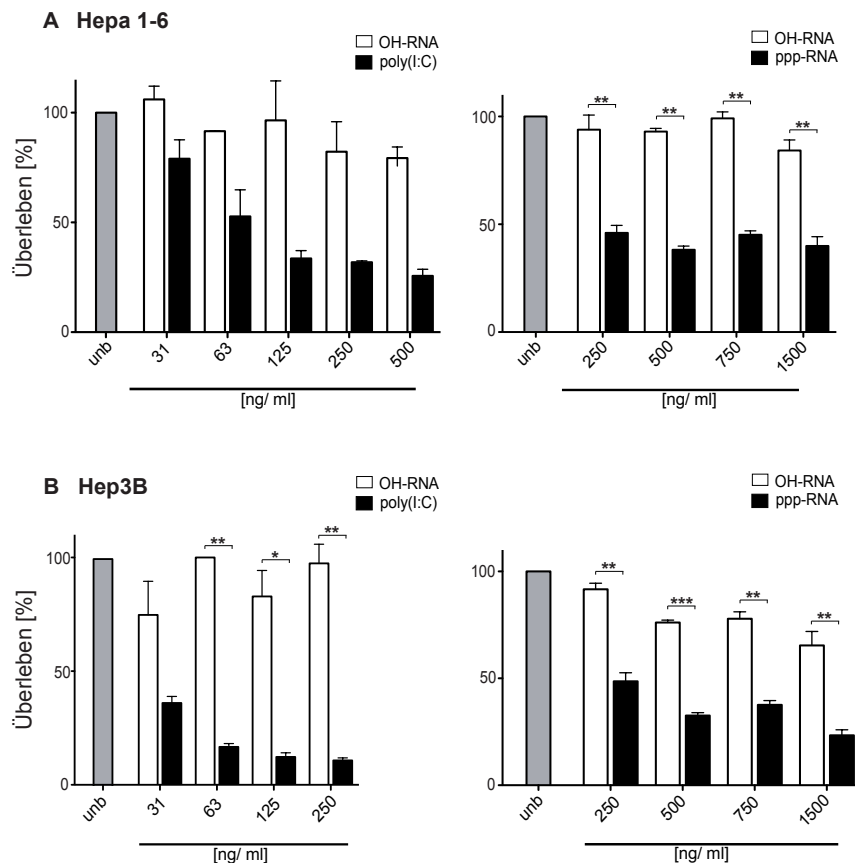 A Hepa 1-6
OH-RNA
poly(I:C)
Überleben [%]
100
50
0
**
**
**
**
unb
31
63
125
250
500
[ng/ ml]
OH-RNA
ppp-RNA
100
50
0
unb
250
500
750
1500
[ng/ ml]
B Hep3B
OH-RNA
poly(I:C)
Überleben [%]
100
50
0
**
*
**
unb
31
63
125
250
[ng/ ml]
OH-RNA
ppp-RNA
100
50
0
**
***
**
**
unb
250
500
750
1500
[ng/ ml]